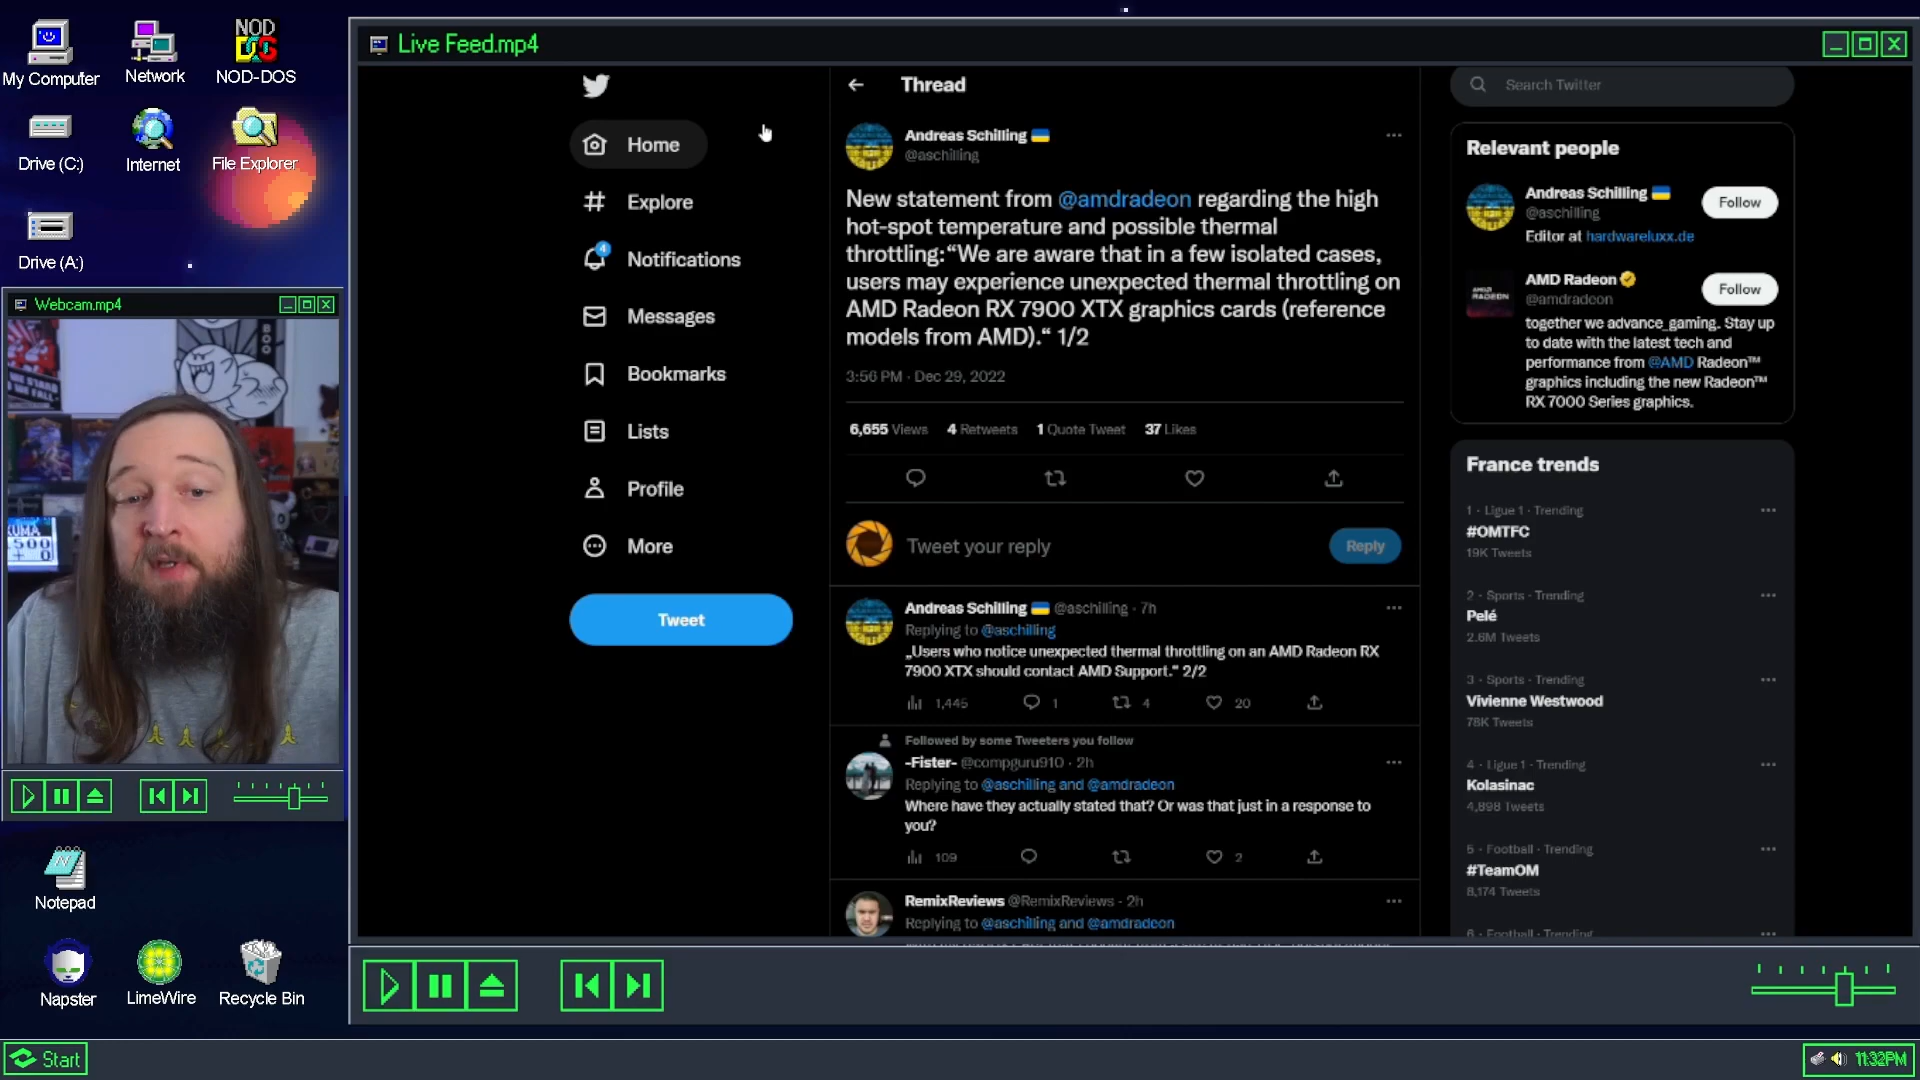 My Computer
Network
NOD
DOG
NOD-DOS
Drive (C:)
Internet
File Explorer
Drive (A:)
Webcam.mp4
BOO
Notepad
Napster
LimeWire
Recycle Bin
Start
Live Feed.mp4
Home
Explore
4
Notifications
Messages
Bookmarks
Lists
Profile
More
Tweet
Thread
Andreas Schilling
@aschilling
New statement from @amdradeon regarding the high
hot-spot temperature and possible thermal
throttling:“We are aware that in a few isolated cases,
users may experience unexpected thermal throttling on
AMD Radeon RX 7900 XTX graphics cards (reference
models from AMD).“ 1/2
3:56 PM · Dec 29, 2022
6,655 Views 4 Retweets 1 Quote Tweet 37 Likes
Tweet your reply
Reply
Andreas Schilling @aschilling · 7h
Replying to @aschilling
„Users who notice unexpected thermal throttling on an AMD Radeon RX
7900 XTX should contact AMD Support.“ 2/2
1,445 1 4 20
Followed by some Tweeters you follow
-Fister- @compguru910 · 2h
Replying to @aschilling and @amdradeon
Where have they actually stated that? Or was that just in a response to
you?
109 2
RemixReviews @RemixReviews · 2h
Replying to @aschilling and @amdradeon
Search Twitter
Relevant people
Andreas Schilling
@aschilling
Follow
Editor at hardwareluxx.de
AMD Radeon
@amdradeon
Follow
together we advance_gaming. Stay up
to date with the latest tech and
performance from @AMD Radeon™
graphics including the new Radeon™
RX 7000 Series graphics.
France trends
1 · Ligue 1 · Trending
#OMTFC
19K Tweets
2 · Sports · Trending
Pelé
2.6M Tweets
3 · Sports · Trending
Vivienne Westwood
78K Tweets
4 · Ligue 1 · Trending
Kolasinac
4,898 Tweets
5 · Football · Trending
#TeamOM
8,174 Tweets
6 · Football · Trending
11:32PM